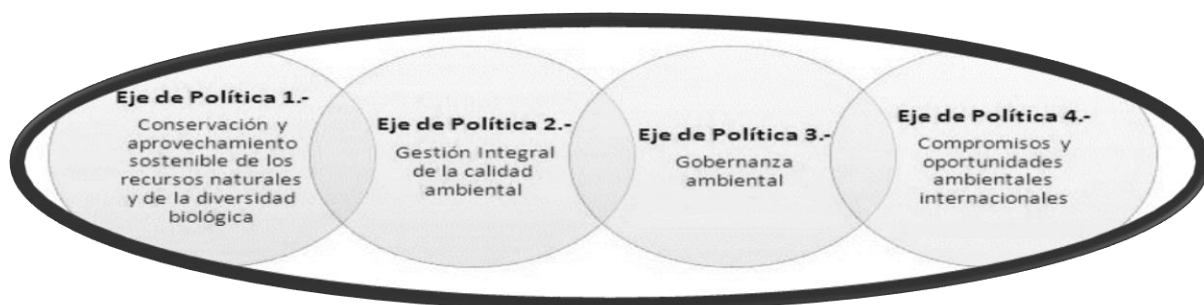 Eje de Política 1.-
Conservación y
aprovechamiento
sostenible de los
recursos naturales
y de la diversidad
biológica
Eje de Política 2.-
Gestión Integral
de la calidad
ambiental
Eje de Política 3.-
Gobernanza
ambiental
Eje de Política 4.-
Compromisos y
oportunidades
ambientales
internacionales